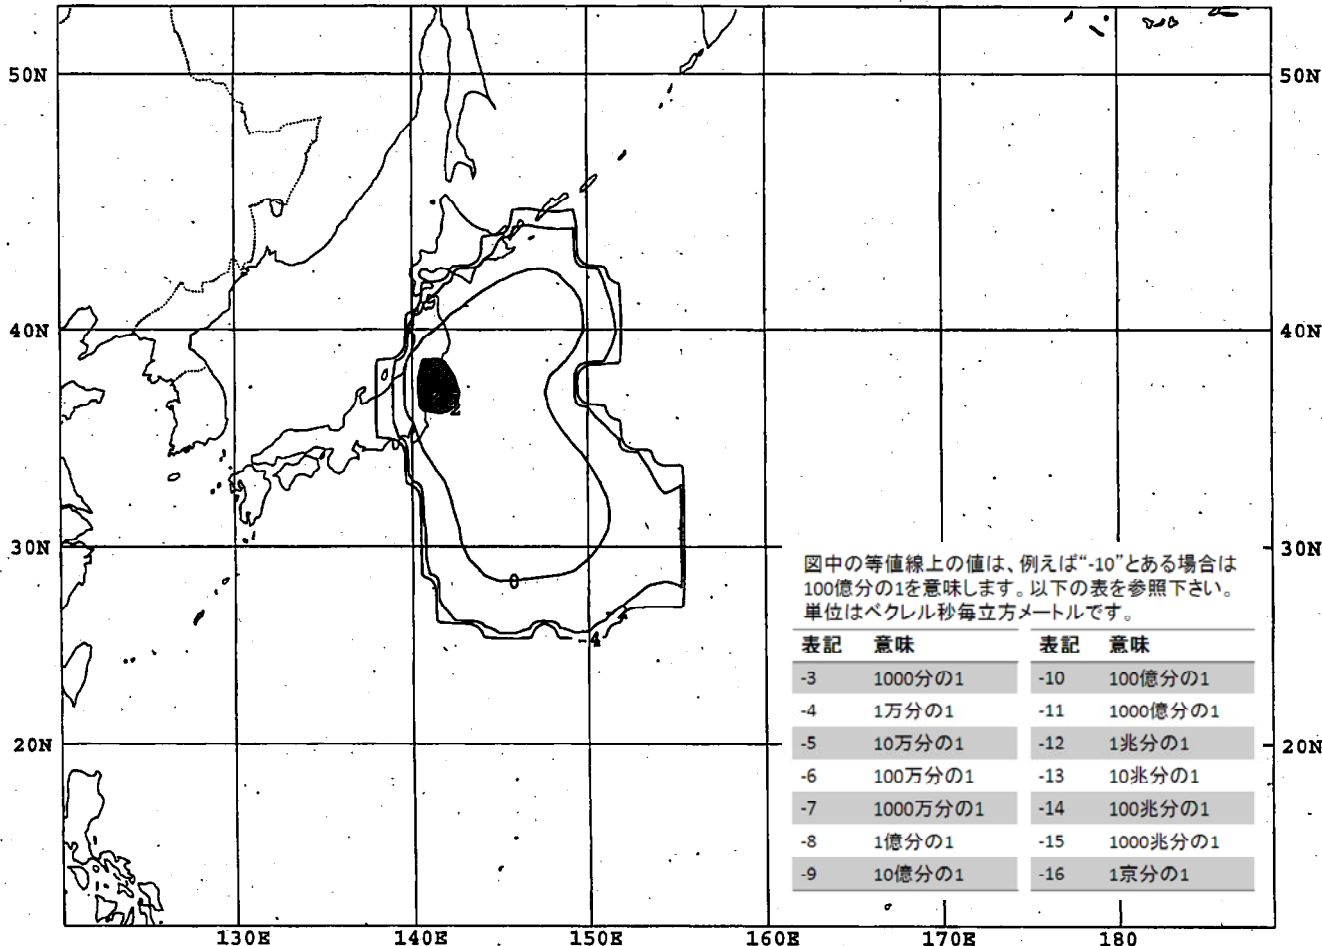 50N
50N
40N
40N
2
0
-4
30N
30N
図中の等値線上の値は、例えば“-10”とある場合は
100億分の1を意味します。以下の表を参照下さい。
単位はベクレル秒毎立方メートルです。
表記 意味 表記 意味
-3 1000分の1 -10 100億分の1
-4 1万分の1 -11 1000億分の1
-5 10万分の1 -12 1兆分の1
-6 100万分の1 -13 10兆分の1
-7 1000万分の1 -14 100兆分の1
-8 1億分の1 -15 1000兆分の1
-9 10億分の1 -16 1京分の1
20N
20N
130E 140E 150E 160E 170E 180